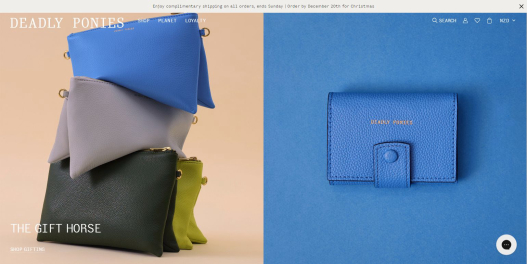 Enjoy complimentary shipping on all orders, ends Sunday | Order by December 20th for Christmas
DEADLY PONIES
SHOP PLANET LOYALTY
SEARCH
NZD
DEADLY PONIES
THE GIFT HORSE
SHOP GIFTING